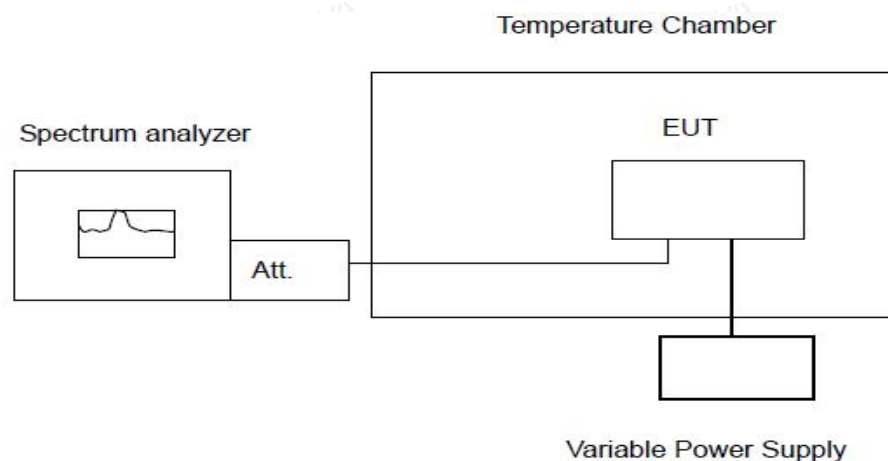 Temperature Chamber
Spectrum analyzer
EUT
Att.
Variable Power Supply